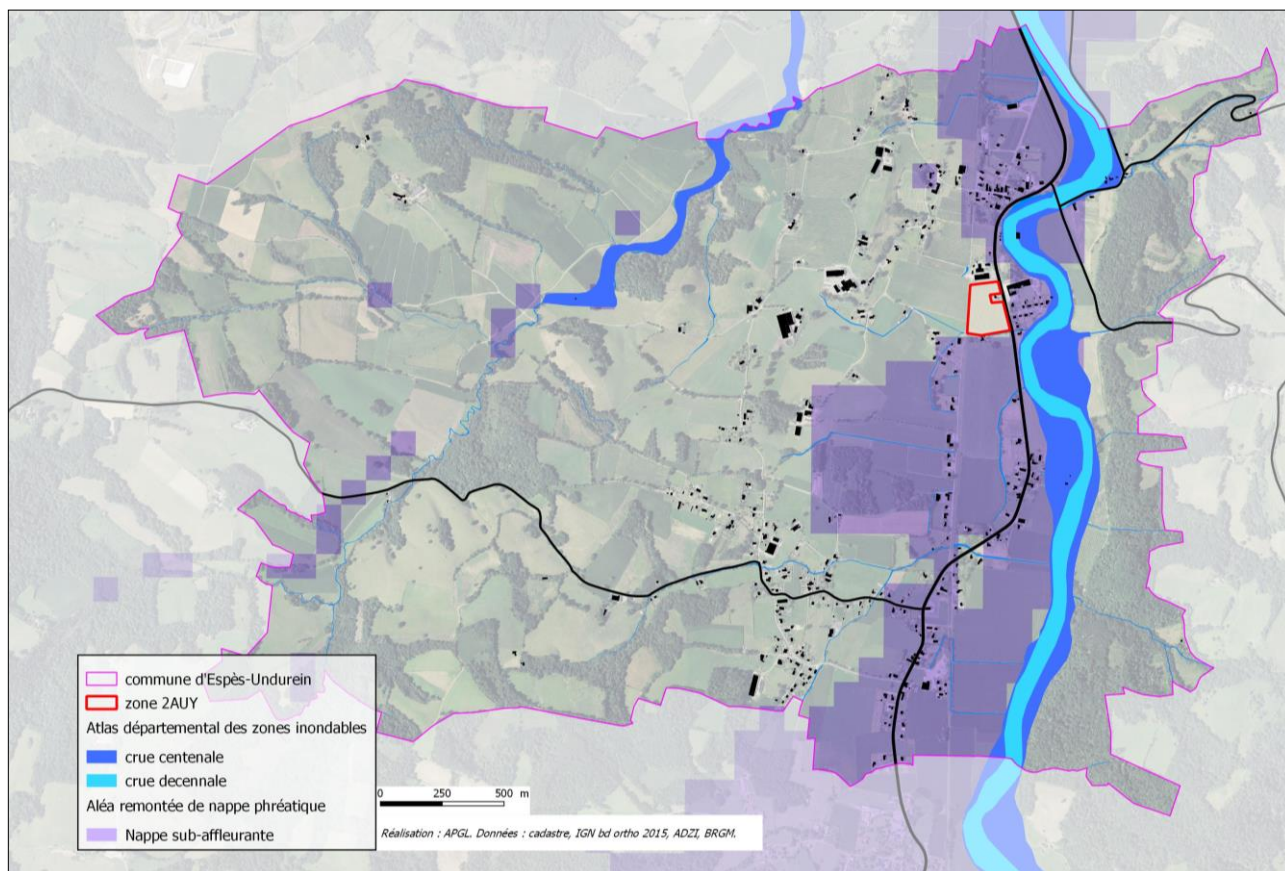 commune d'Espès-Undurein
zone 2AUY
Atlas départemental des zones inondables
crue centenale
crue decennale
Aléa remontée de nappe phréatique
Nappe sub-affleurante
0 250 500 m
Réalisation : APGL. Données : cadastre, IGN bd ortho 2015, ADZI, BRGM.